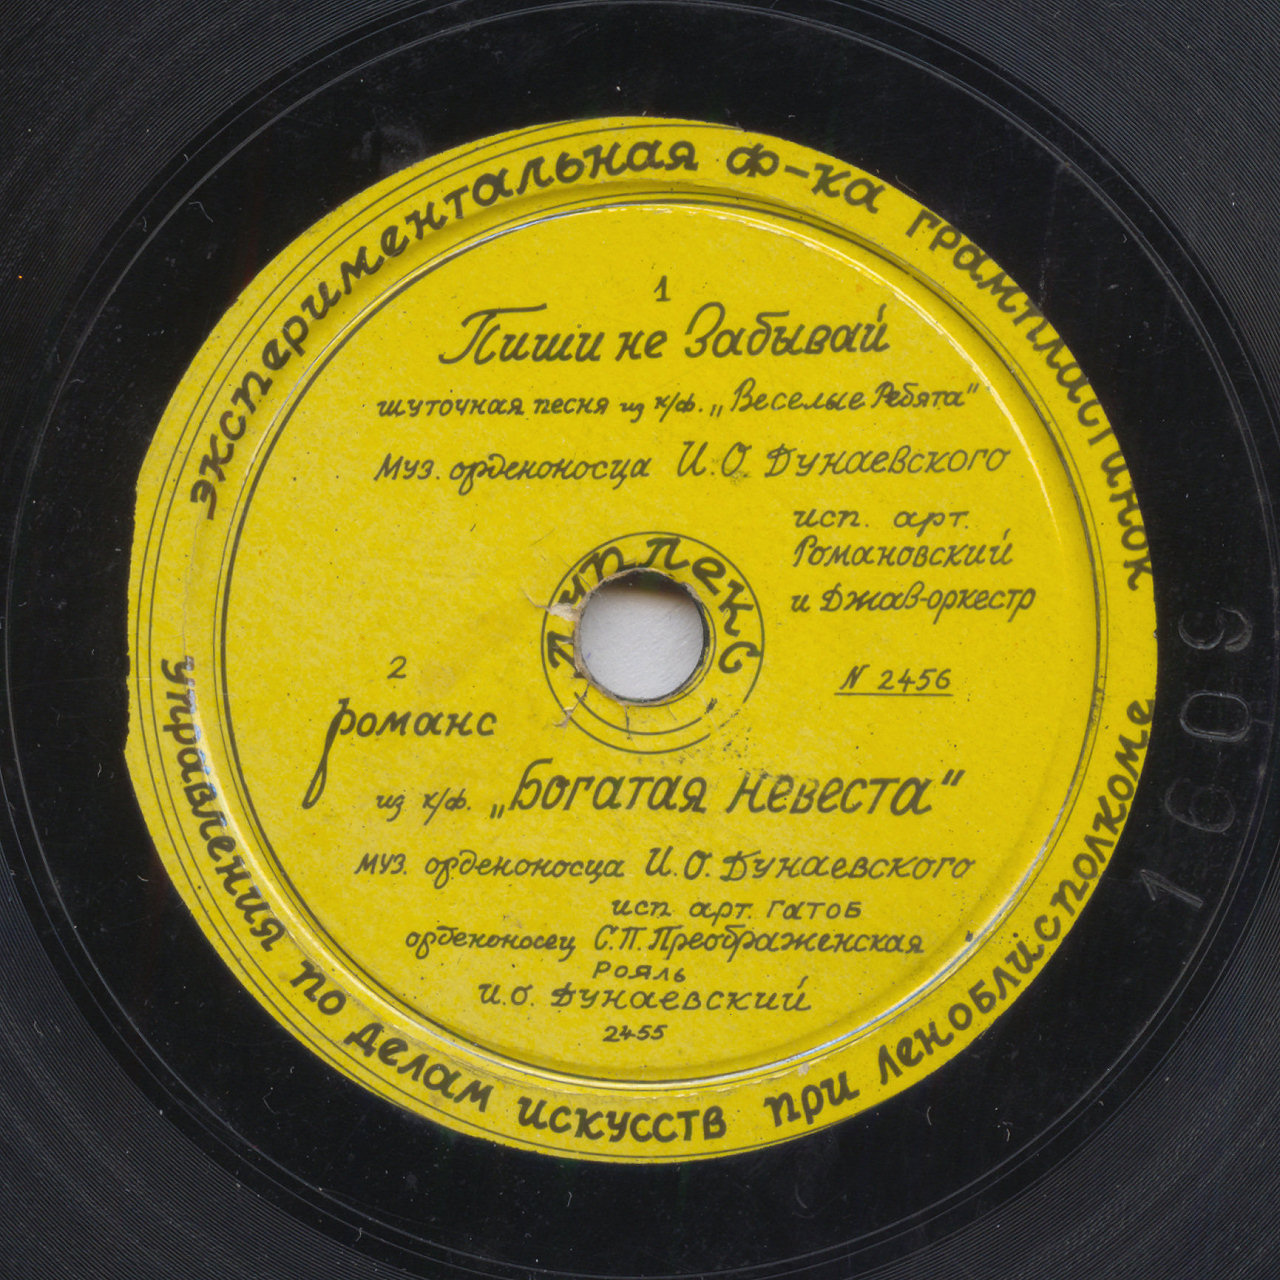 экспериментальная ф-ка грампластинок
управления по делам искусств при леноблисполкоме
1
Пиши не Забывай
шуточная песня из к/ф. „Веселые Ребята"
муз. орденоносца И.О. Дунаевского
исп. арт.
Романовский
и Джаз-оркестр
пурпекс
N 2456
2
романс
из к/ф. „Богатая невеста"
муз. орденоносца И.О. Дунаевского
исп арт. гатоб
орденоносец С.П. Преображенская
рояль
И.О. Дунаевский
2455
1609